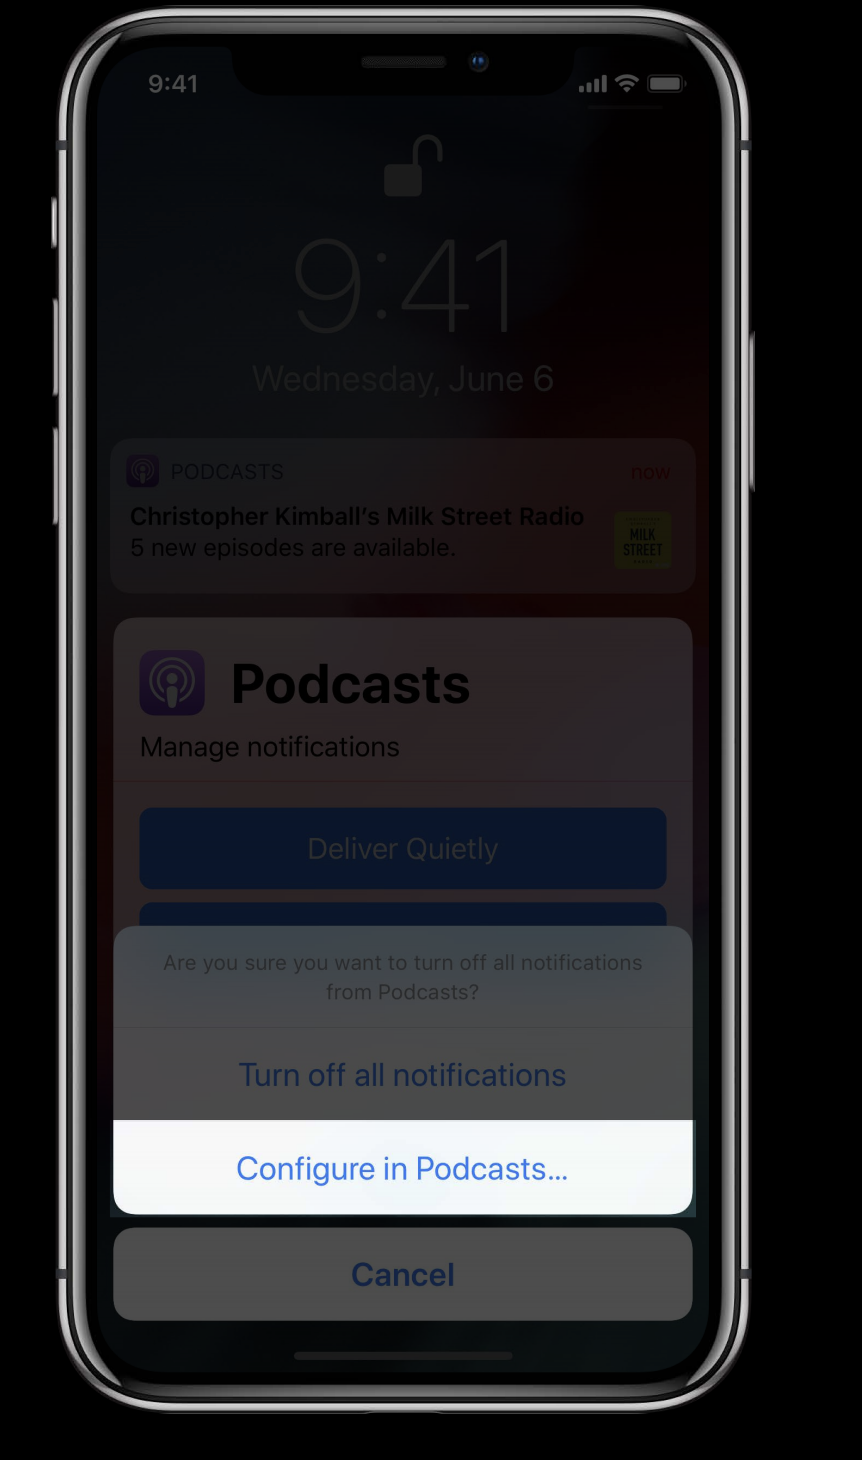 9:41
9:41
Wednesday, June 6
PODCASTS now
Christopher Kimball's Milk Street Radio
5 new episodes are available.
MILK
STREET
Podcasts
Manage notifications
Deliver Quietly
Are you sure you want to turn off all notifications
from Podcasts?
Turn off all notifications
Configure in Podcasts...
Cancel